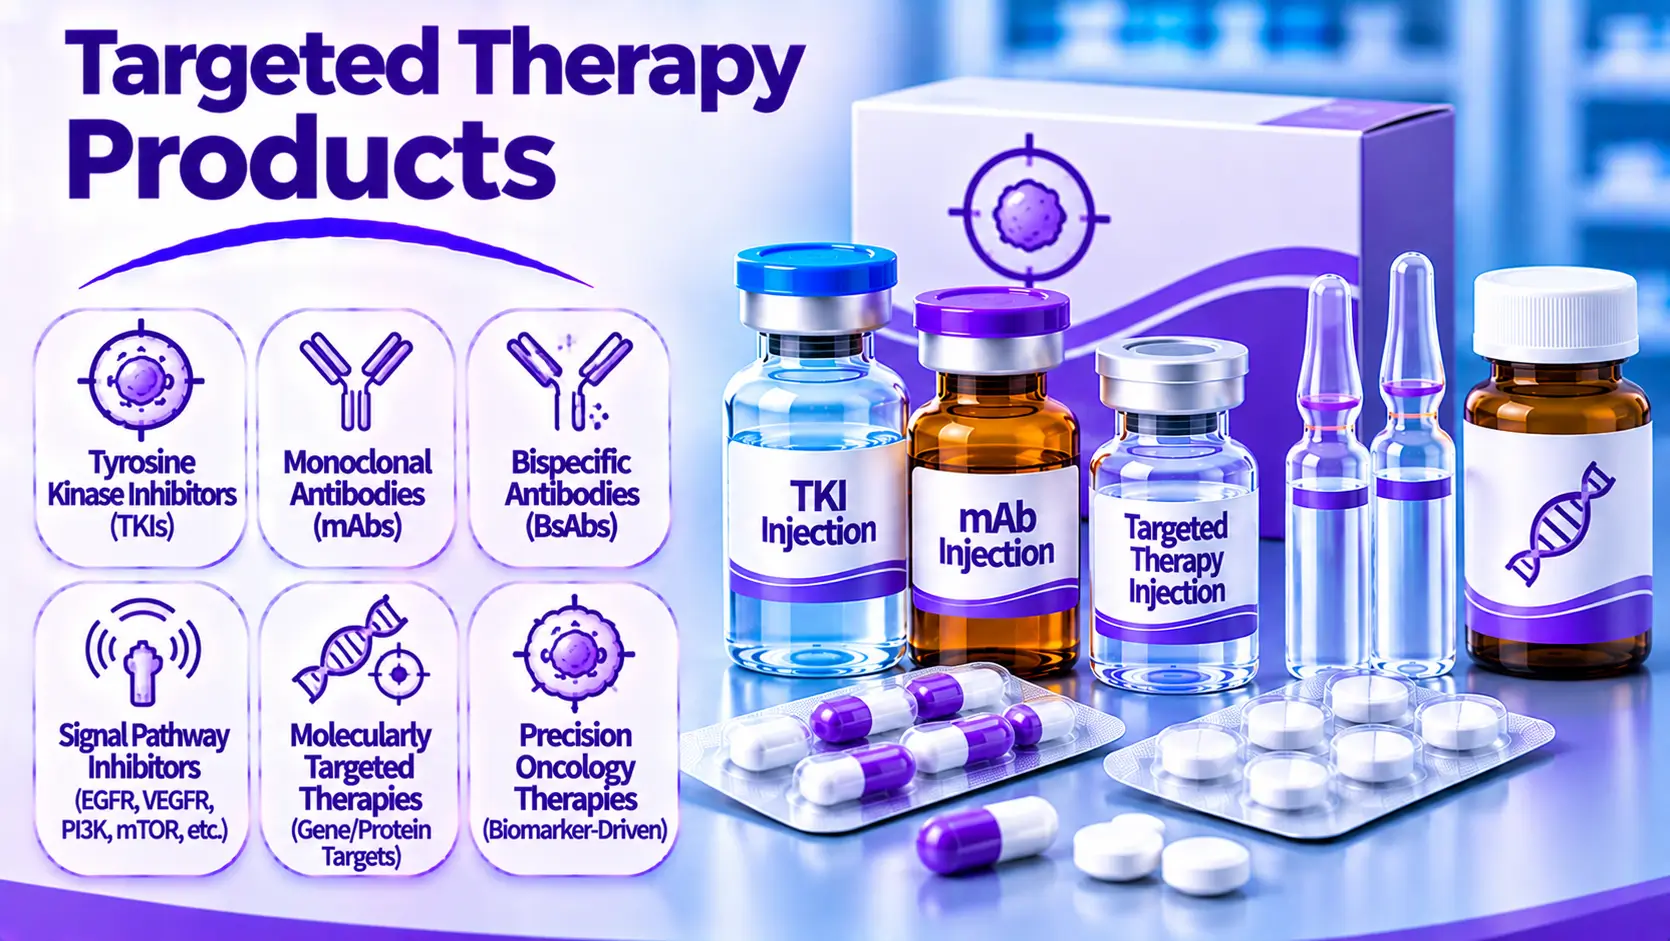 Targeted Therapy
Products
Tyrosine
Kinase Inhibitors
(TKIs)
Monoclonal
Antibodies
(mAbs)
Bispecific
Antibodies
(BsAbs)
Signal Pathway
Inhibitors
(EGFR, VEGFR,
PI3K, mTOR, etc.)
Molecularly
Targeted
Therapies
(Gene/Protein
Targets)
Precision
Oncology
Therapies
(Biomarker-Driven)
TKI
Injection
mAb
Injection
Targeted
Therapy
Injection